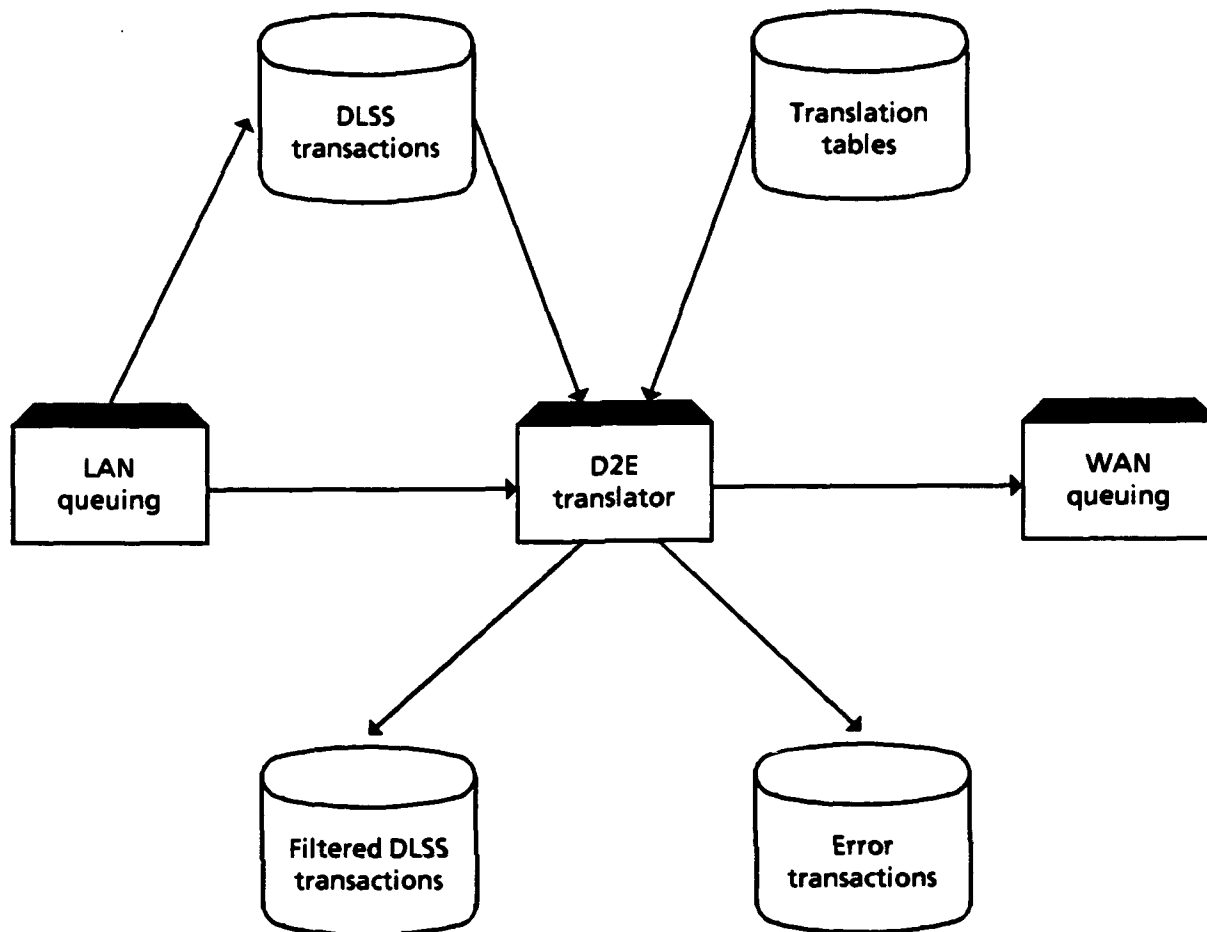 DLSS
transactions
Translation
tables
LAN
queuing
D2E
translator
WAN
queuing
Filtered DLSS
transactions
Error
transactions